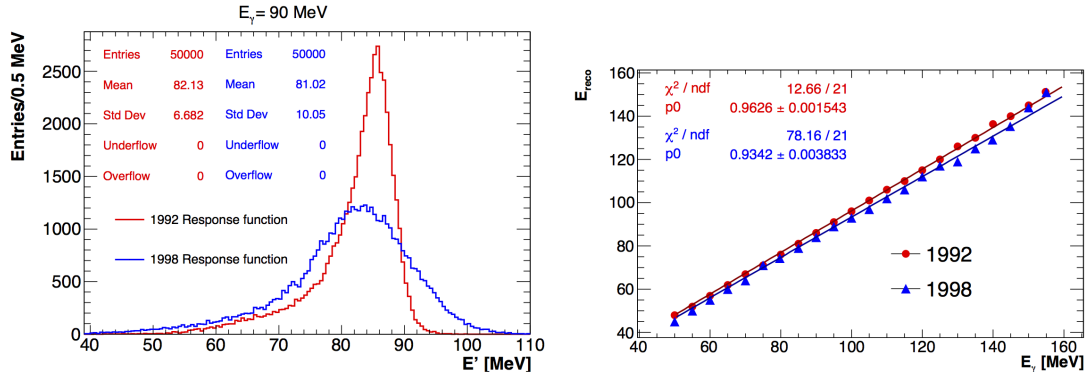 E_γ = 90 MeV
Entries/0.5 MeV
Entries 50000 Entries 50000
Mean 82.13 Mean 81.02
Std Dev 6.682 Std Dev 10.05
Underflow 0 Underflow 0
Overflow 0 Overflow 0
1992 Response function
1998 Response function
2500
2000
1500
1000
500
0
40 50 60 70 80 90 100 110
E' [MeV]
E_reco
χ² / ndf 12.66 / 21
p0 0.9626 ± 0.001543
χ² / ndf 78.16 / 21
p0 0.9342 ± 0.003833
1992
1998
160
140
120
100
80
60
40
40 60 80 100 120 140 160
E_γ [MeV]